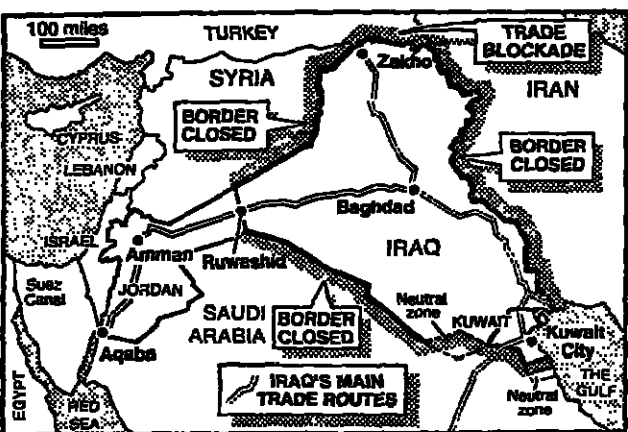 100 miles
TURKEY
TRADE
BLOCKADE
Zakho
SYRIA
IRAN
BORDER
CLOSED
CYPRUS
BORDER
CLOSED
LEBANON
Baghdad
ISRAEL
IRAQ
Amman
Ruwashid
Suez
Canal
JORDAN
SAUDI
ARABIA
BORDER
CLOSED
Neutral
zone
KUWAIT
Kuwait
City
Aqaba
THE
GULF
IRAQ'S MAIN
TRADE ROUTES
Neutral
zone
EGYPT
RED
SEA